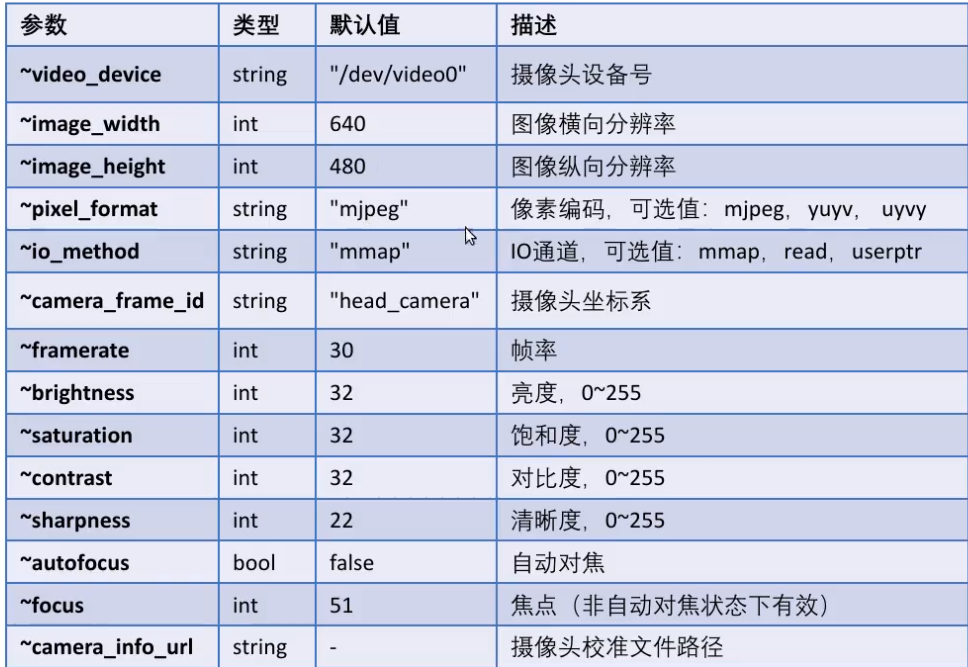 参数 类型 默认值 描述
~video_device string "/dev/video0" 摄像头设备号
~image_width int 640 图像横向分辨率
~image_height int 480 图像纵向分辨率
~pixel_format string "mjpeg" 像素编码，可选值：mjpeg，yuyv，uyvy
~io_method string "mmap" IO通道，可选值：mmap，read，userptr
~camera_frame_id string "head_camera" 摄像头坐标系
~framerate int 30 帧率
~brightness int 32 亮度，0~255
~saturation int 32 饱和度，0~255
~contrast int 32 对比度，0~255
~sharpness int 22 清晰度，0~255
~autofocus bool false 自动对焦
~focus int 51 焦点（非自动对焦状态下有效）
~camera_info_url string - 摄像头校准文件路径